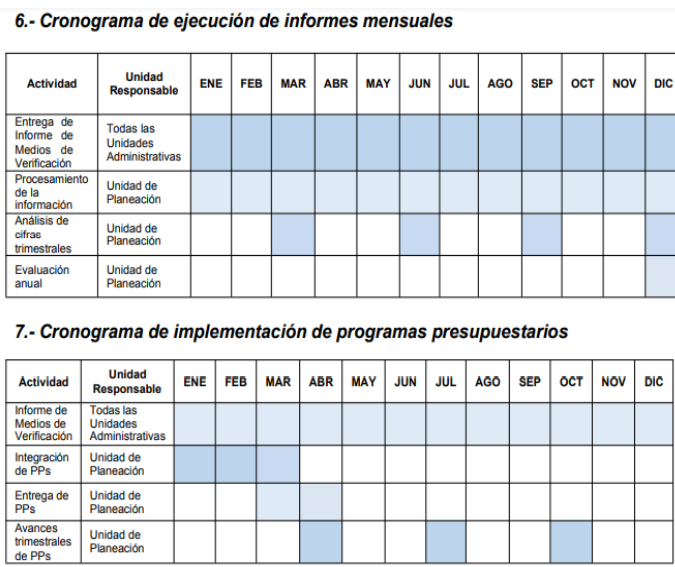 6.- Cronograma de ejecución de informes mensuales
Actividad Unidad Responsable ENE FEB MAR ABR MAY JUN JUL AGO SEP OCT NOV DIC
Entrega de
Informe de
Medios de
Verificación
Todas las
Unidades
Administrativas
Procesamiento
de la
información
Unidad de
Planeación
Análisis de
cifras
trimestrales
Unidad de
Planeación
Evaluación
anual
Unidad de
Planeación
7.- Cronograma de implementación de programas presupuestarios
Actividad Unidad Responsable ENE FEB MAR ABR MAY JUN JUL AGO SEP OCT NOV DIC
Informe de
Medios de
Verificación
Todas las
Unidades
Administrativas
Integración
de PPs
Unidad de
Planeación
Entrega de
PPs
Unidad de
Planeación
Avances
trimestrales
de PPs
Unidad de
Planeación